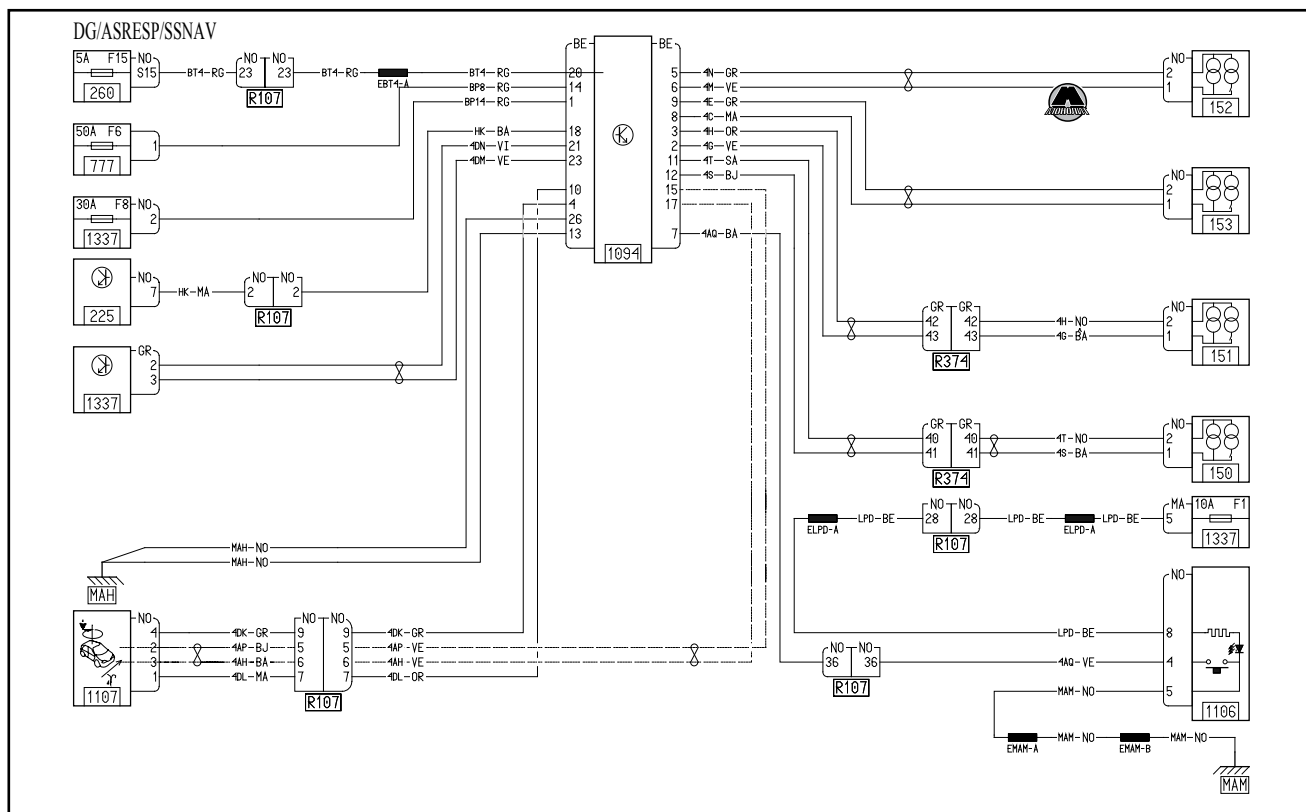 DG/ASRESP/SSNAV
5A F15 NO
S15
260
BT4-RG
NO NO
23 23
R107
BT4-RG
EBT4-A
BT4-RG
BP8-RG
BP14-RG
HK-BA
4DN-VI
4DM-VE
BE
20
14
1
18
21
23
10
4
26
13
1094
BE
5
6
9
8
3
2
11
12
15
17
7
4N-GR
4M-VE
4E-GR
4C-MA
4H-OR
4G-VE
4T-SA
4S-BJ
4AQ-BA
NO
2
1
152
50A F6
1
777
30A F8 NO
2
1337
NO
7
225
HK-MA
NO NO
2 2
R107
GR
2
3
1337
NO
2
1
153
GR GR
42 42
43 43
R374
4H-NO
4G-BA
NO
2
1
151
GR GR
40 40
41 41
R374
4T-NO
4S-BA
NO
2
1
150
ELPD-A
LPD-BE
NO NO
28 28
R107
LPD-BE
ELPD-A
LPD-BE
MA
5
10A F1
1337
MAH-NO
MAH-NO
MAH
1107
NO
4
2
3
1
4DK-GR
4AP-BJ
4AH-BA
4DL-MA
NO NO
9 9
5 5
6 6
7 7
R107
4DK-GR
4AP-VE
4AH-VE
4DL-OR
NO NO
36 36
R107
LPD-BE
4AQ-VE
MAM-NO
NO
8
4
5
1106
EMAM-A
MAM-NO
EMAM-B
MAM-NO
MAM